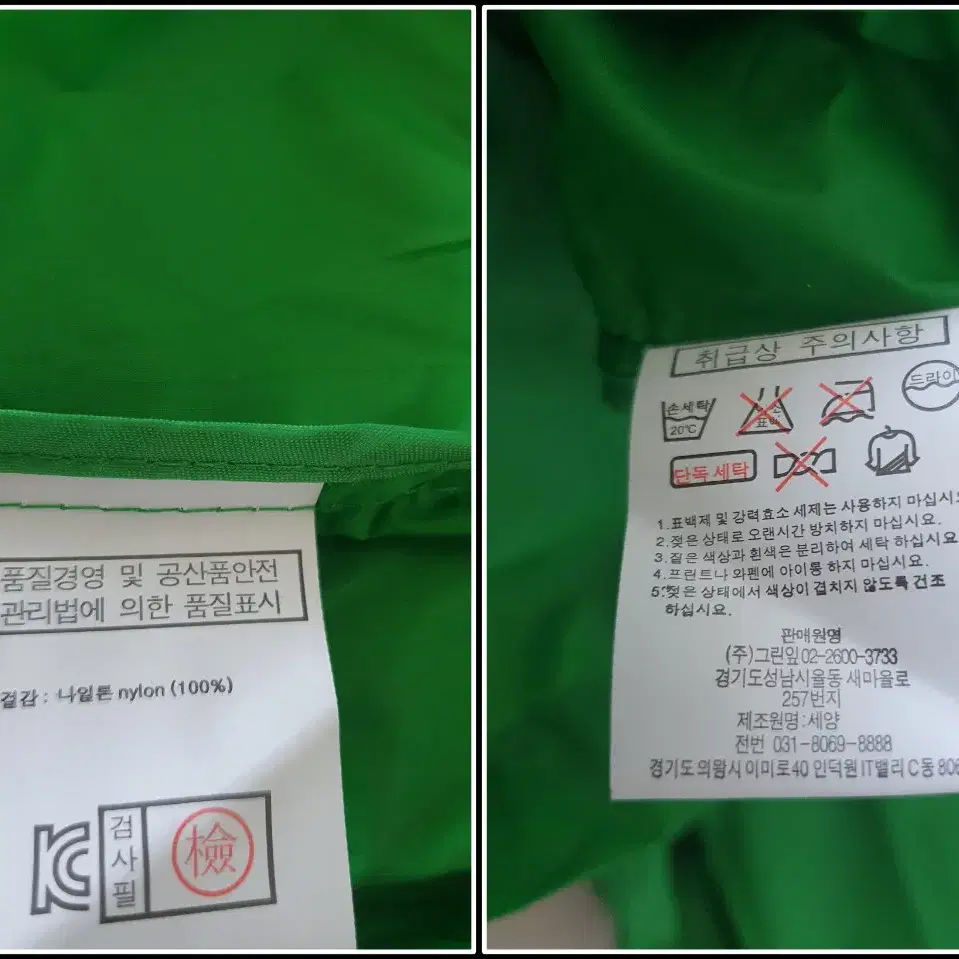 품질경영 및 공산품안전
관리법에 의한 품질표시
겉감 : 나일론 nylon (100%)
검사필
檢
취급상 주의사항
손세탁
20℃
표백
드라이
단독 세탁
1.표백제 및 강력효소 세제는 사용하지 마십시오.
2.젖은 상태로 오랜시간 방치하지 마십시요.
3.짙은 색상과 흰색은 분리하여 세탁 하십시요.
4.프린트나 와펜에 아이롱 하지 마십시요.
5.젖은 상태에서 색상이 겹치지 않도록 건조
하십시요.
판매원명
(주)그린잎02-2600-3733
경기도성남시율동 새마을로
257번지
제조원명:세양
전번 031-8069-8888
경기도의왕시이미로40 인덕원IT밸리C동 806